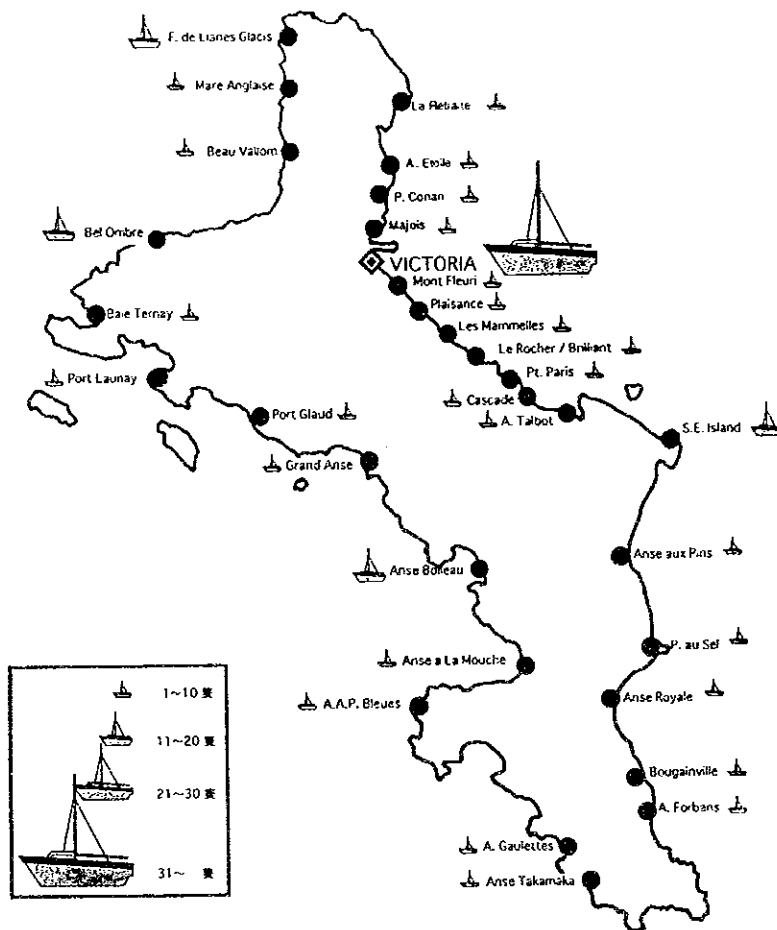 F. de Lianes Glacis
Mare Anglaise
La Retraite
Beau Vallom
A. Etoile
P. Conan
Majois
Bel Ombre
VICTORIA
Mont Fleuri
Plaisance
Baie Ternay
Les Mammelles
Le Rocher / Brilliant
Pt. Paris
Port Launay
Cascade
A. Talbot
Port Glaud
S.E. Island
Grand Anse
Anse aux Pins
Anse Boileau
P. au Sel
Anse a La Mouche
Anse Royale
A.A.P. Bleues
Bougainville
A. Forbans
A. Gaulettes
Anse Takamaka
1~10 隻
11~20 隻
21~30 隻
31~ 隻